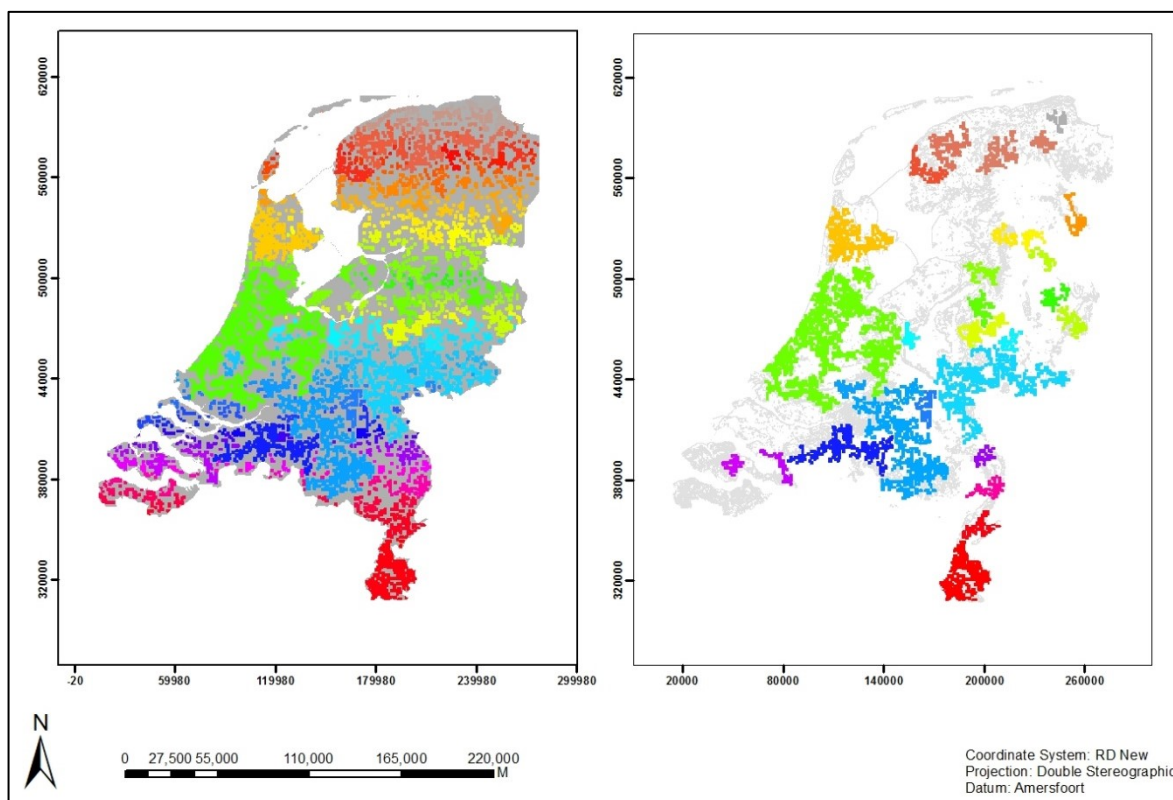 620000
560000
500000
440000
380000
320000
-20 59980 119980 179980 239980 299980
620000
560000
500000
440000
380000
320000
20000 80000 140000 200000 260000
N
0 27,500 55,000 110,000 165,000 220,000
M
Coordinate System: RD New
Projection: Double Stereographic
Datum: Amersfoort